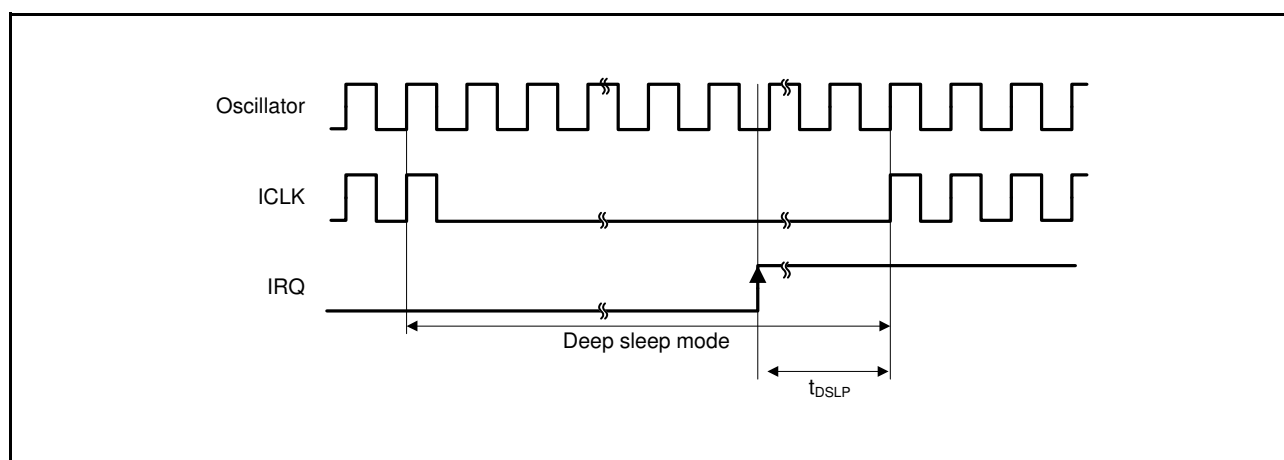 Oscillator
ICLK
IRQ
Deep sleep mode
tDSLP